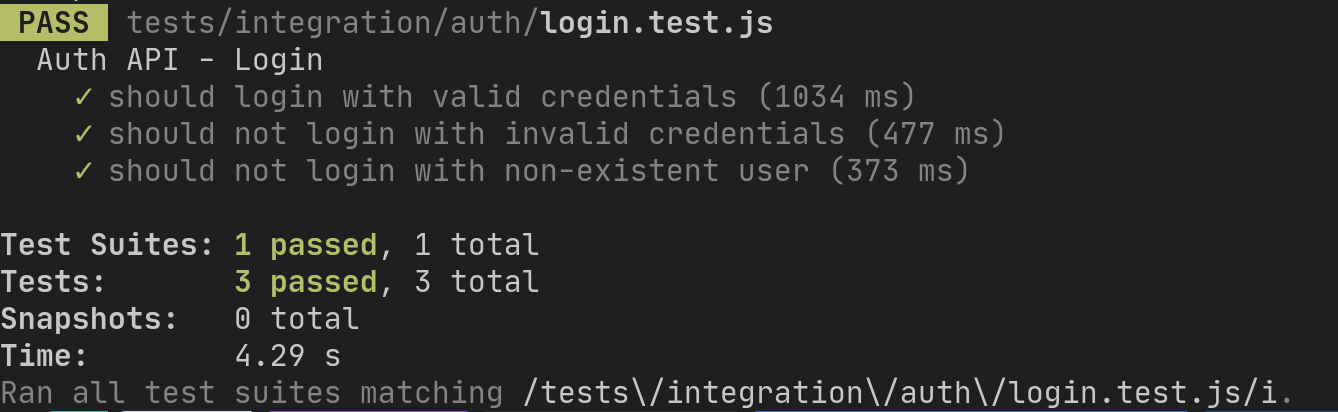 PASS tests/integration/auth/login.test.js
Auth API - Login
✓ should login with valid credentials (1034 ms)
✓ should not login with invalid credentials (477 ms)
✓ should not login with non-existent user (373 ms)
Test Suites: 1 passed, 1 total
Tests: 3 passed, 3 total
Snapshots: 0 total
Time: 4.29 s
Ran all test suites matching /tests\/integration\/auth\/login.test.js/i.